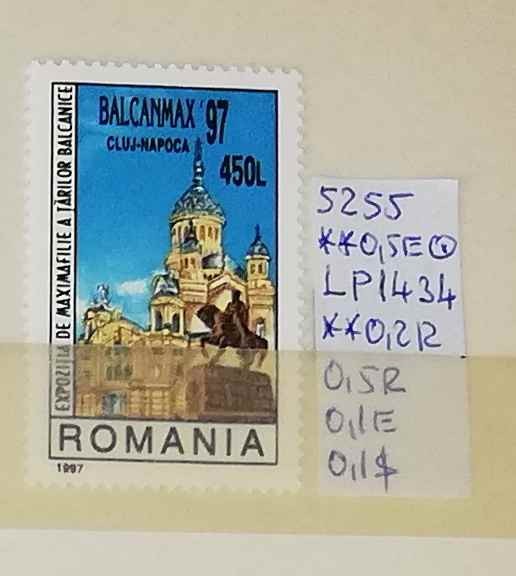 EXPOZIȚIA DE MAXIMAFILIE A ȚĂRILOR BALCANICE
BALCANMAX '97
CLUJ-NAPOCA
450L
ROMANIA
1997
5255
**0,5E
LP1434
**0,2R
0,5R
0,1E
0,1$